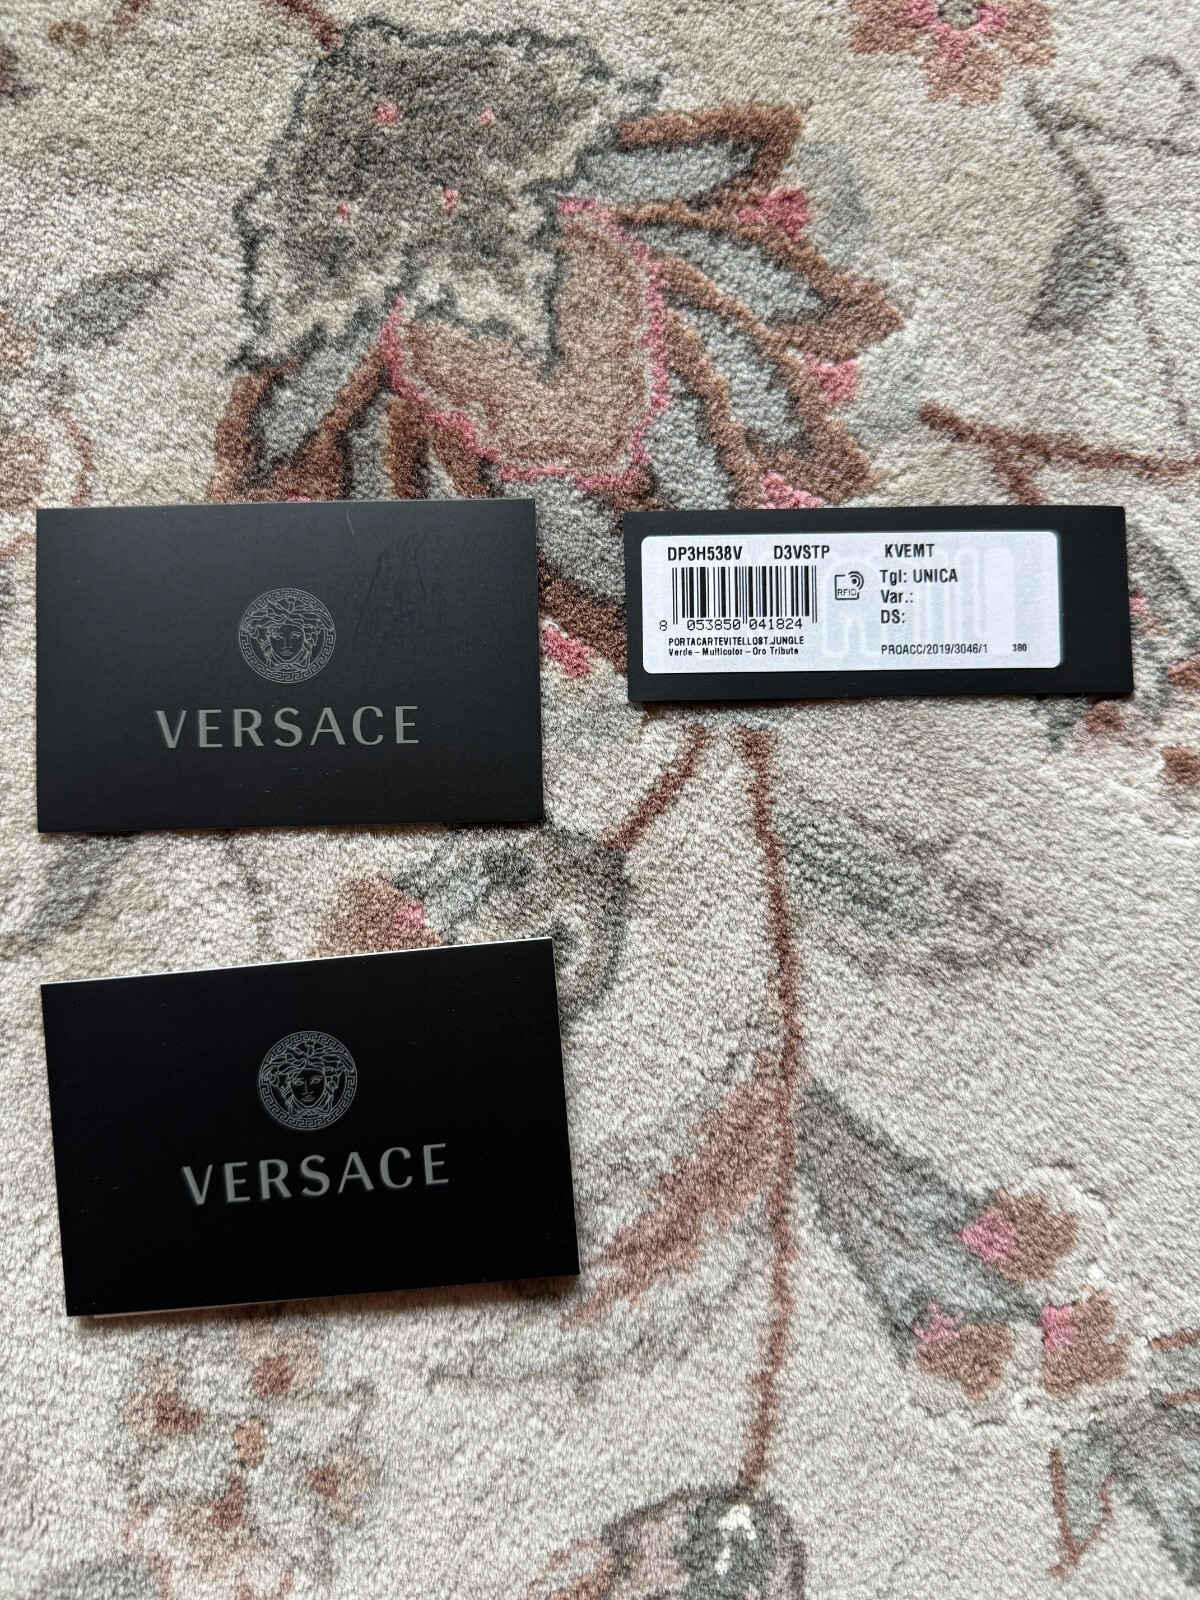 VERSACE
DP3H538V D3VSTP KVEMT
RFID
Tgl: UNICA
Var.:
DS:
8 053850 041824
PORTACARTEVITELLOST.JUNGLE
Verde - Multicolor - Oro Tribute
PROACC/2019/3046/1 380
VERSACE